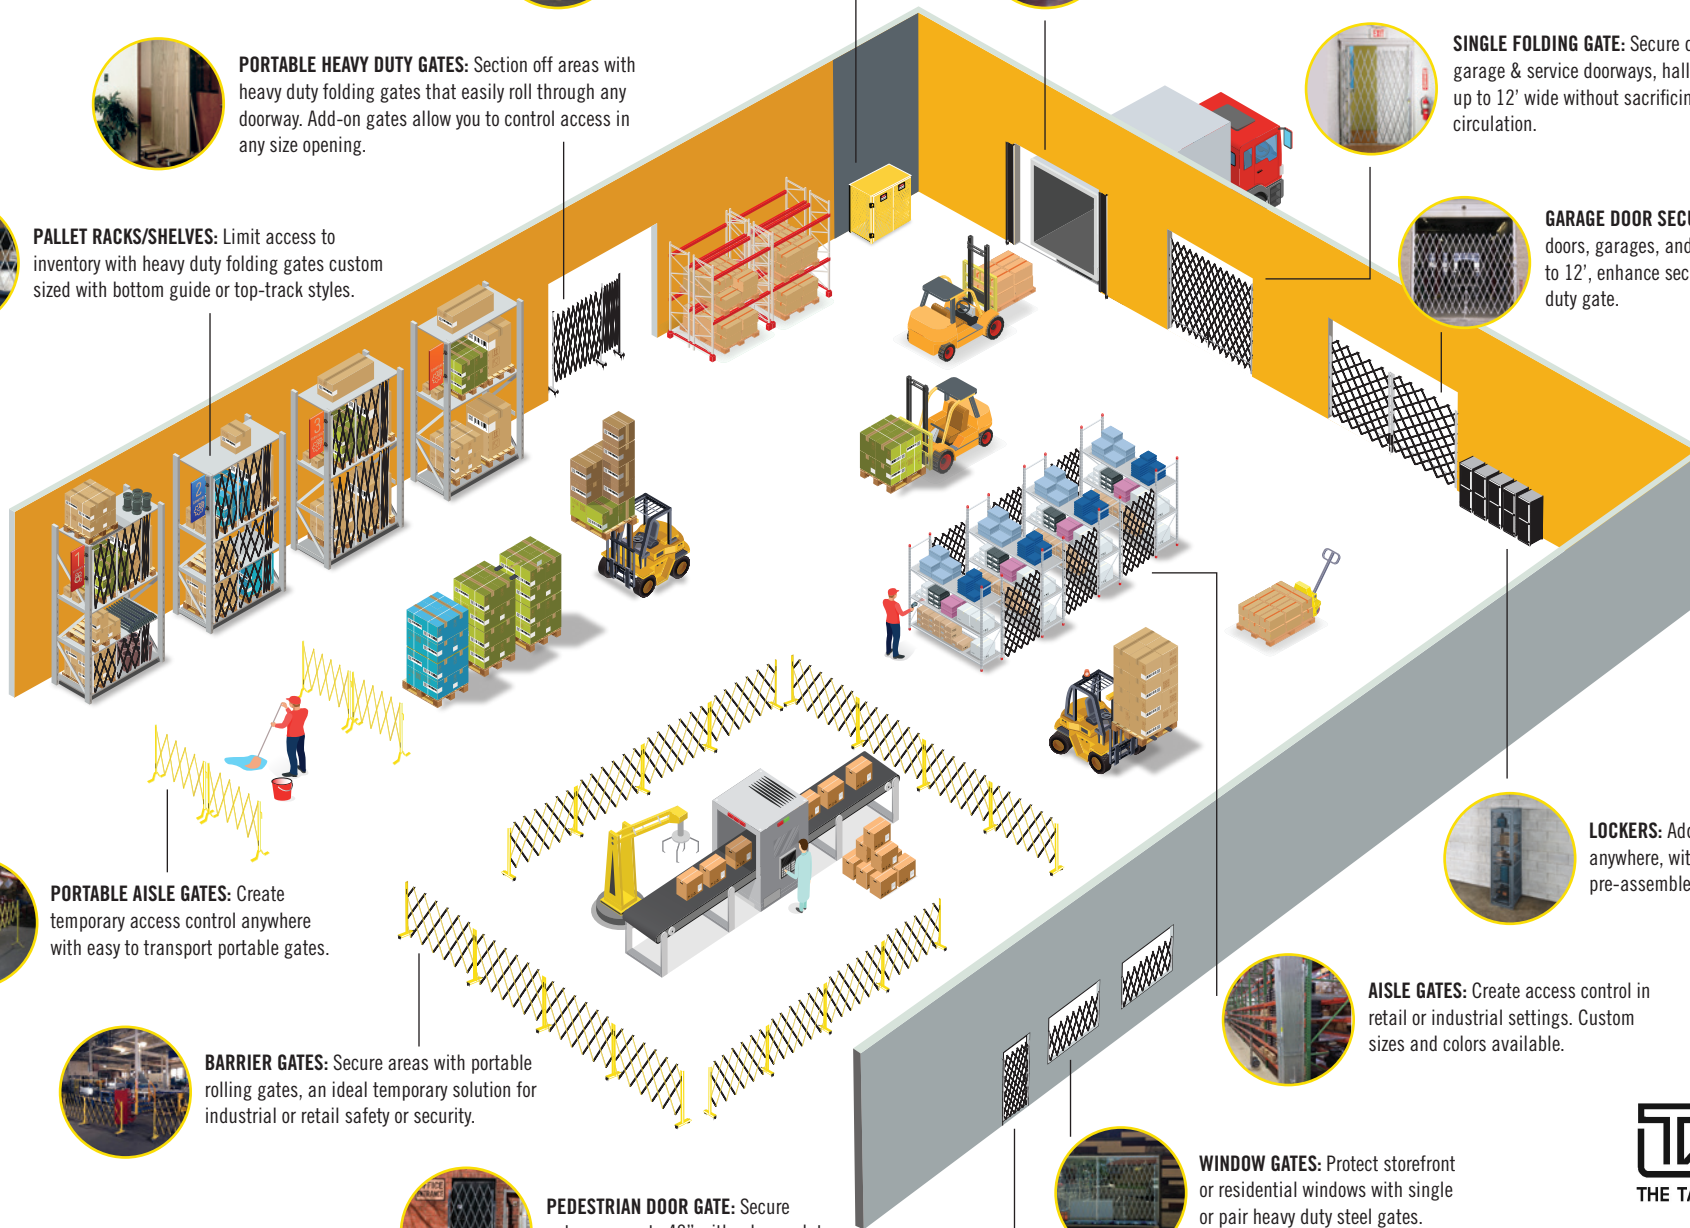 PORTABLE HEAVY DUTY GATES: Section off areas with
heavy duty folding gates that easily roll through any
doorway. Add-on gates allow you to control access in
any size opening.
SINGLE FOLDING GATE: Secure
garage & service doorways, hall
up to 12' wide without sacrificin
circulation.
EXIT
PALLET RACKS/SHELVES: Limit access to
inventory with heavy duty folding gates custom
sized with bottom guide or top-track styles.
GARAGE DOOR SECU
doors, garages, and
to 12', enhance sec
duty gate.
3
2
1
LOCKERS: Add
anywhere, wit
pre-assemble
PORTABLE AISLE GATES: Create
temporary access control anywhere
with easy to transport portable gates.
AISLE GATES: Create access control in
retail or industrial settings. Custom
sizes and colors available.
BARRIER GATES: Secure areas with portable
rolling gates, an ideal temporary solution for
industrial or retail safety or security.
WINDOW GATES: Protect storefront
or residential windows with single
or pair heavy duty steel gates.
THE TA
OFFICE
ENTRANCE
PEDESTRIAN DOOR GATE: Secure